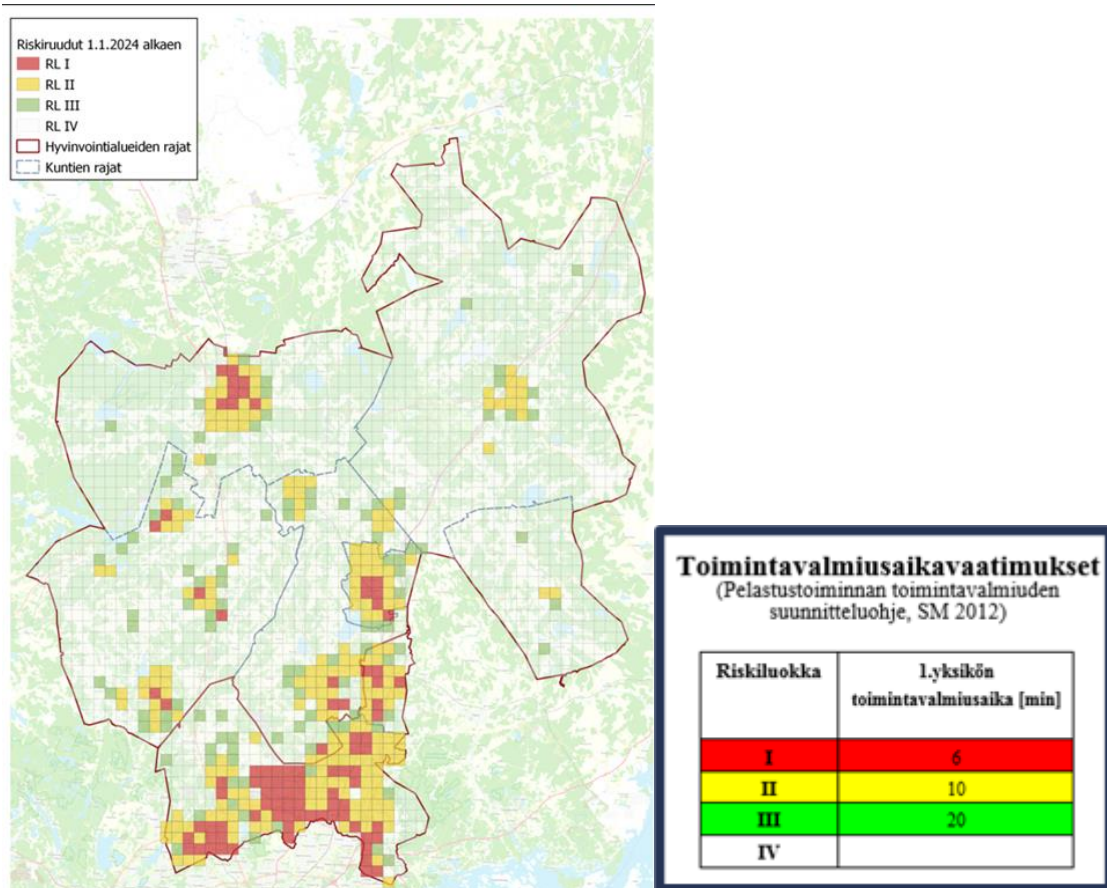 Riskiruudut 1.1.2024 alkaen
RL I
RL II
RL III
RL IV
Hyvinvointialueiden rajat
Kuntien rajat
Toimintavalmiusaikavaatimukset
(Pelastustoiminnan toimintavalmiuden
suunnitteluohje, SM 2012)
Riskiluokka
1.yksikön
toimintavalmiusaika [min]
I 6
II 10
III 20
IV